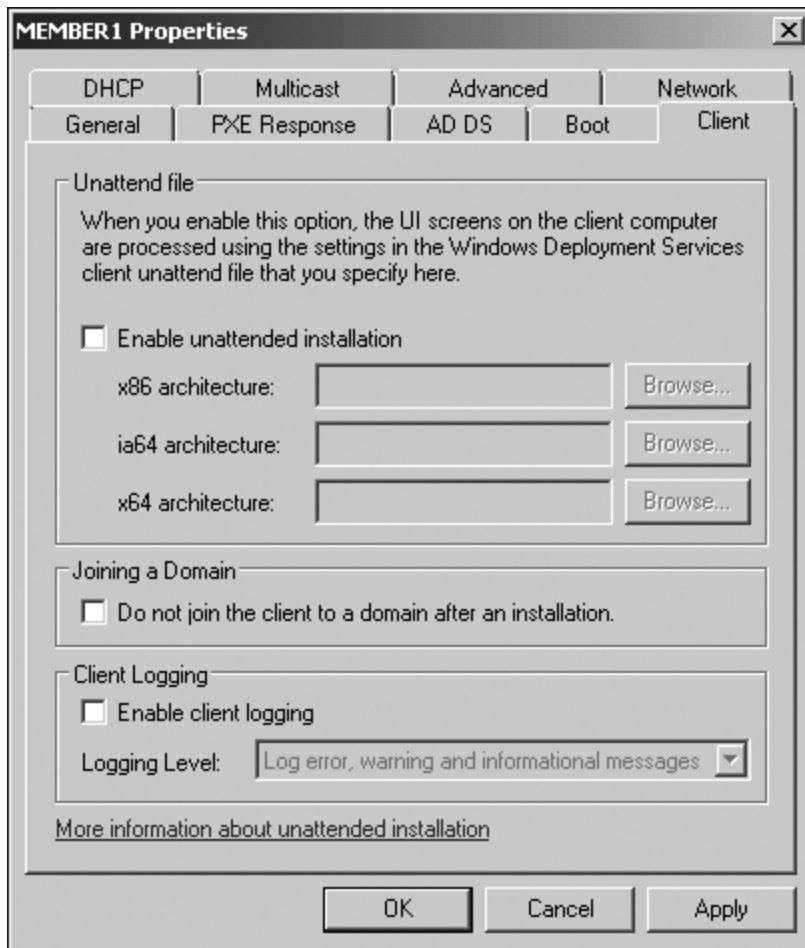 MEMBER1 Properties
DHCP Multicast Advanced Network
General PXE Response AD DS Boot Client
Unattend file
When you enable this option, the UI screens on the client computer
are processed using the settings in the Windows Deployment Services
client unattend file that you specify here.
Enable unattended installation
x86 architecture: Browse...
ia64 architecture: Browse...
x64 architecture: Browse...
Joining a Domain
Do not join the client to a domain after an installation.
Client Logging
Enable client logging
Logging Level: Log error, warning and informational messages
More information about unattended installation
OK Cancel Apply